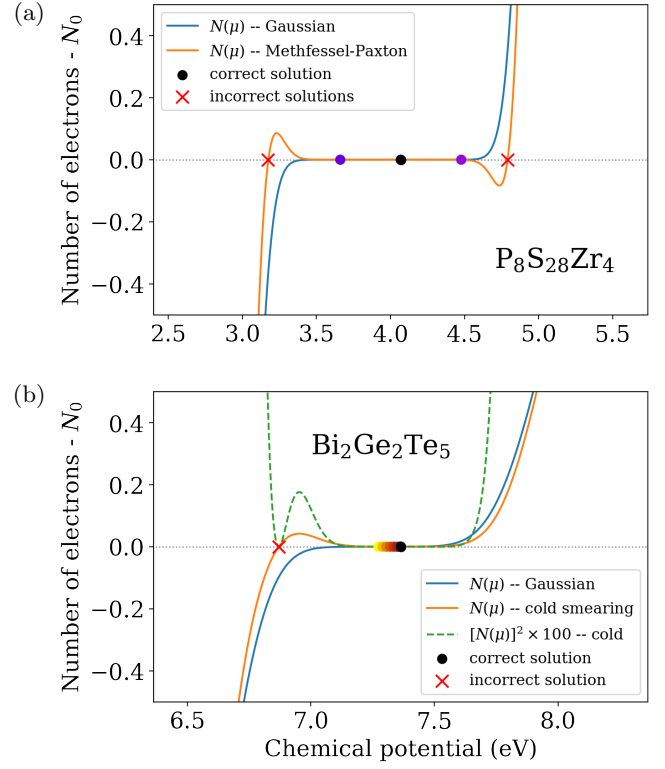 (a)
Number of electrons - N₀
0.4
0.2
0.0
−0.2
−0.4
N(μ) -- Gaussian
N(μ) -- Methfessel-Paxton
correct solution
incorrect solutions
P₈S₂₈Zr₄
2.5 3.0 3.5 4.0 4.5 5.0 5.5
(b)
Number of electrons - N₀
0.4
0.2
0.0
−0.2
−0.4
Bi₂Ge₂Te₅
N(μ) -- Gaussian
N(μ) -- cold smearing
[N(μ)]² × 100 -- cold
correct solution
incorrect solution
6.5 7.0 7.5 8.0
Chemical potential (eV)